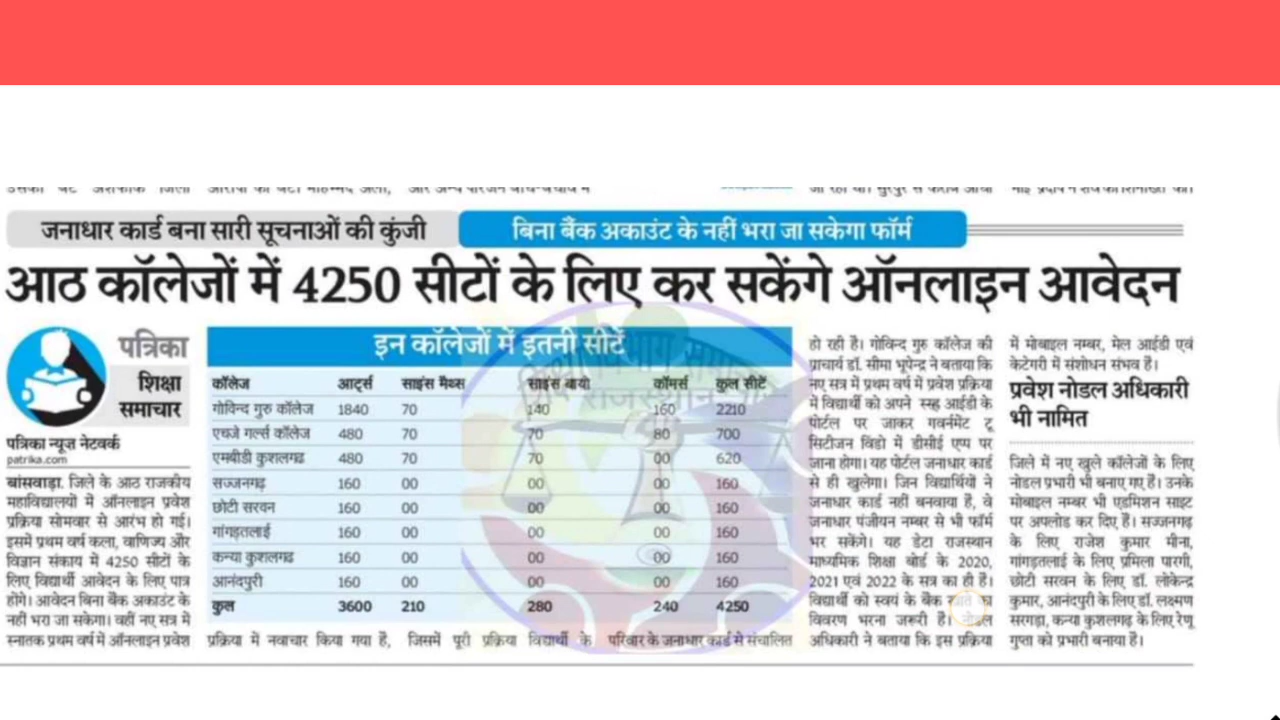 जनाधार कार्ड बना सारी सूचनाओं की कुंजी
बिना बैंक अकाउंट के नहीं भरा जा सकेगा फॉर्म
आठ कॉलेजों में 4250 सीटों के लिए कर सकेंगे ऑनलाइन आवेदन
पत्रिका
शिक्षा
समाचार
पत्रिका न्यूज नेटवर्क
patrika.com
बांसवाड़ा. जिले के आठ राजकीय
महाविद्यालयों में ऑनलाइन प्रवेश
प्रक्रिया सोमवार से आरंभ हो गई।
इसमें प्रथम वर्ष कला, वाणिज्य और
विज्ञान संकाय में 4250 सीटों के
लिए विद्यार्थी आवेदन के लिए पात्र
होंगे। आवेदन बिना बैंक अकाउंट के
नहीं भरा जा सकेगा। वहीं नए सत्र में
स्नातक प्रथम वर्ष में ऑनलाइन प्रवेश
इन कॉलेजों में इतनी सीटें
कॉलेज आर्ट्स साइंस मैथ्स साइंस बायो कॉमर्स कुल सीटें
गोविन्द गुरु कॉलेज 1840 70 140 160 2210
एचजे गर्ल्स कॉलेज 480 70 70 80 700
एमबीडी कुशलगढ 480 70 70 00 620
सज्जनगढ़ 160 00 00 00 160
छोटी सरवन 160 00 00 00 160
गांगड़तलाई 160 00 00 00 160
कन्या कुशलगढ 160 00 00 00 160
आनंदपुरी 160 00 00 00 160
कुल 3600 210 280 240 4250
प्रक्रिया में नवाचार किया गया है, जिसमें पूरी प्रक्रिया विद्यार्थी के परिवार के जनाधार कार्ड से संचालित
हो रही है। गोविन्द गुरु कॉलेज की
प्राचार्य डॉ. सीमा भूपेन्द्र ने बताया कि
नए सत्र में प्रथम वर्ष में प्रवेश प्रक्रिया
में विद्यार्थी को अपने आईडी के
पोर्टल पर जाकर गवर्नमेंट टू
सिटीजन विंडो में डीसीई एप्प पर
जाना होगा। यह पोर्टल जनाधार कार्ड
से ही खुलेगा। जिन विद्यार्थियों ने
जनाधार कार्ड नहीं बनवाया है, वे
जनाधार पंजीयन नम्बर से भी फॉर्म
भर सकेंगे। यह डेटा राजस्थान
माध्यमिक शिक्षा बोर्ड के 2020,
2021 एवं 2022 के सत्र का ही है।
विद्यार्थी को स्वयं के बैंक खाते का
विवरण भरना जरूरी है। नोडल
अधिकारी ने बताया कि इस प्रक्रिया
में मोबाइल नम्बर, मेल आईडी एवं
केटेगरी में संशोधन संभव है।
प्रवेश नोडल अधिकारी
भी नामित
जिले में नए खुले कॉलेजों के लिए
नोडल प्रभारी भी बनाए गए हैं। उनके
मोबाइल नम्बर भी एडमिशन साइट
पर अपलोड कर दिए हैं। सज्जनगढ
के लिए राजेश कुमार मीना,
गांगड़तलाई के लिए प्रमिला पारगी,
छोटी सरवन के लिए डॉ. लोकेन्द्र
कुमार, आनंदपुरी के लिए डॉ. लक्ष्मण
सरगड़ा, कन्या कुशलगढ के लिए रेणु
गुप्ता को प्रभारी बनाया है।